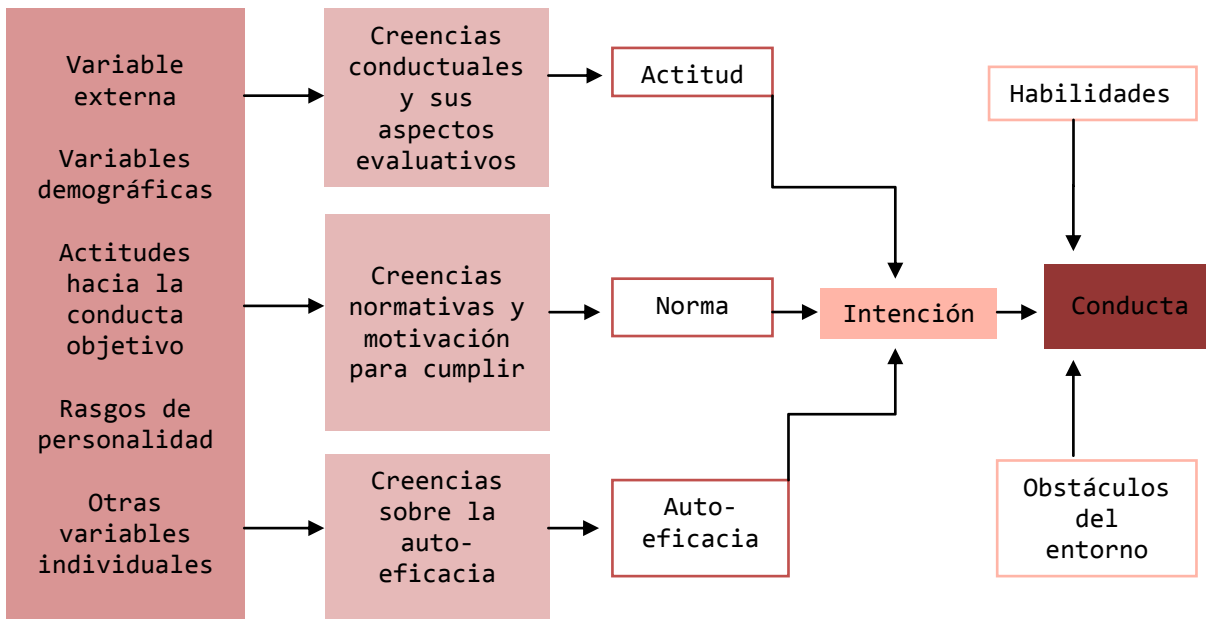 Variable
externa
Variables
demográficas
Actitudes
hacia la
conducta
objetivo
Rasgos de
personalidad
Otras
variables
individuales
Creencias
conductuales
y sus
aspectos
evaluativos
Creencias
normativas y
motivación
para cumplir
Creencias
sobre la
auto-
eficacia
Actitud
Norma
Auto-
eficacia
Intención
Habilidades
Conducta
Obstáculos
del
entorno